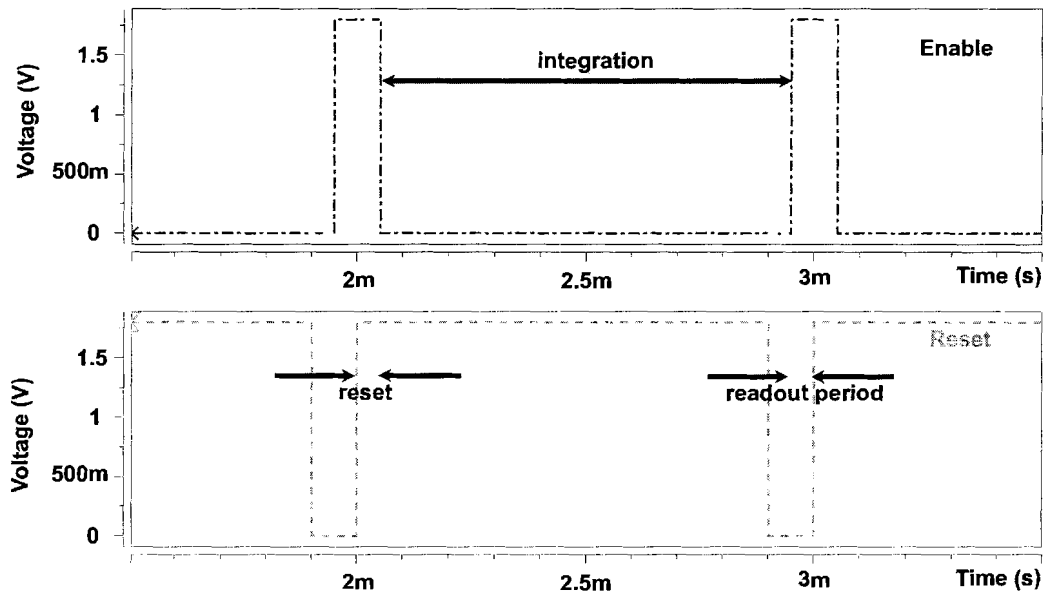 Enable
integration
Voltage (V)
1.5
1
500m
0
2m
2.5m
3m
Time (s)
Reset
reset
readout period
Voltage (V)
1.5
1
500m
0
2m
2.5m
3m
Time (s)